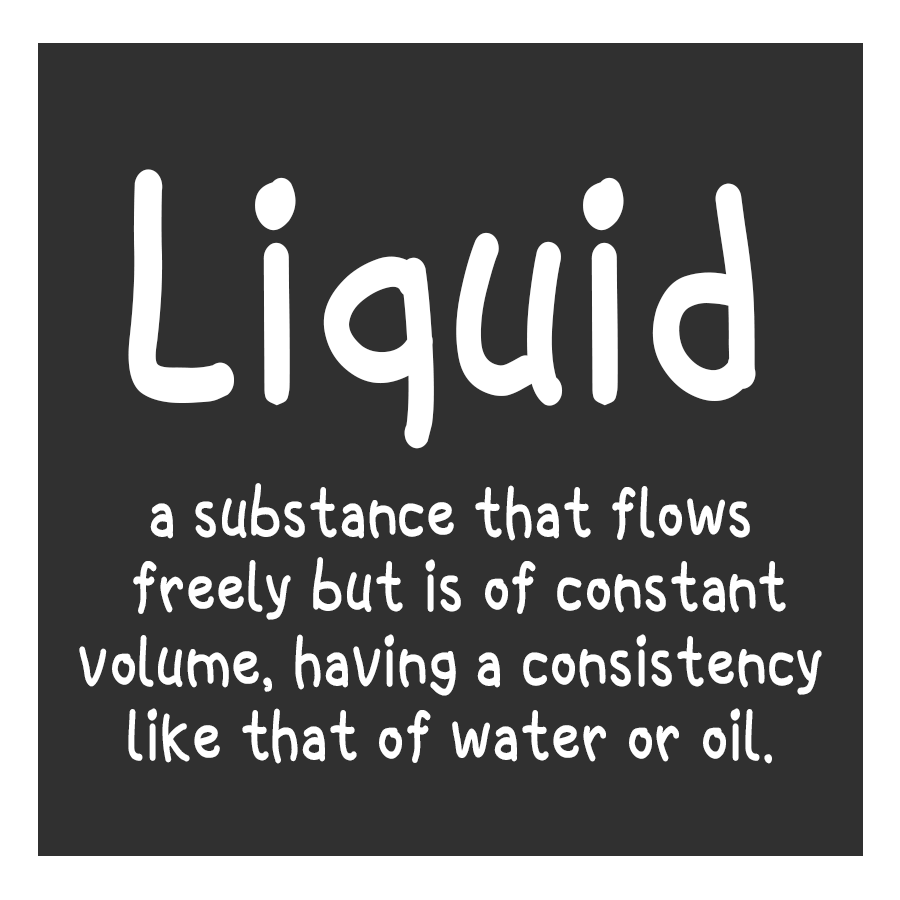 Liquid
a substance that flows
freely but is of constant
volume, having a consistency
like that of water or oil.